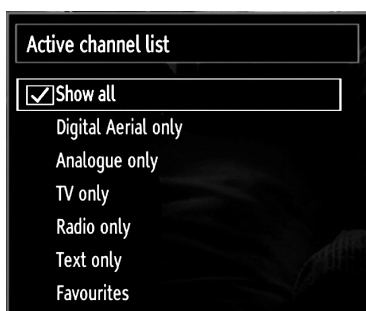 Active channel list
Show all
Digital Aerial only
Analogue only
TV only
Radio only
Text only
Favourites